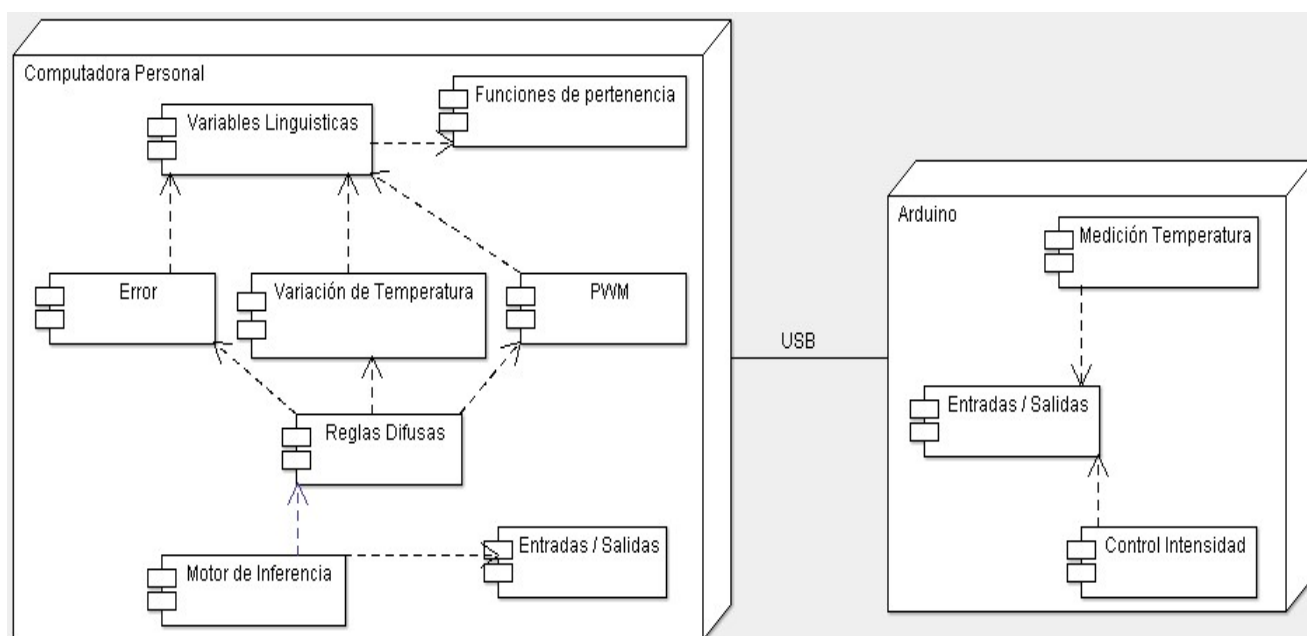 Computadora Personal
Funciones de pertenencia
Variables Linguisticas
Error
Variación de Temperatura
PWM
Reglas Difusas
Motor de Inferencia
Entradas / Salidas
USB
Arduino
Medición Temperatura
Entradas / Salidas
Control Intensidad